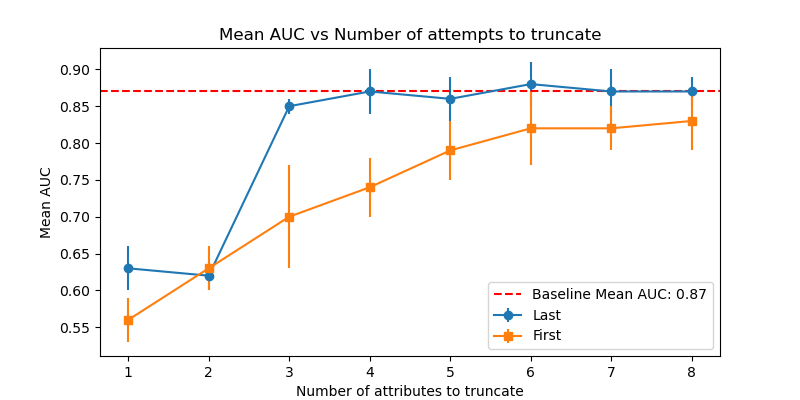 Mean AUC vs Number of attempts to truncate
Mean AUC
0.90
0.85
0.80
0.75
0.70
0.65
0.60
0.55
Baseline Mean AUC: 0.87
Last
First
1 2 3 4 5 6 7 8
Number of attributes to truncate